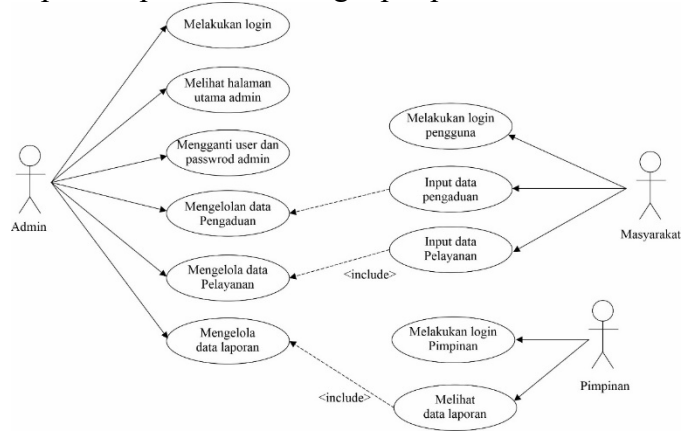 Melakukan login
Melihat halaman
utama admin
Mengganti user dan
passwrod admin
Mengelolan data
Pengaduan
Mengelola data
Pelayanan
Mengelola
data laporan
Admin
Melakukan login
pengguna
Input data
pengaduan
Input data
Pelayanan
<include>
Masyarakat
Melakukan login
Pimpinan
Melihat
data laporan
<include>
Pimpinan